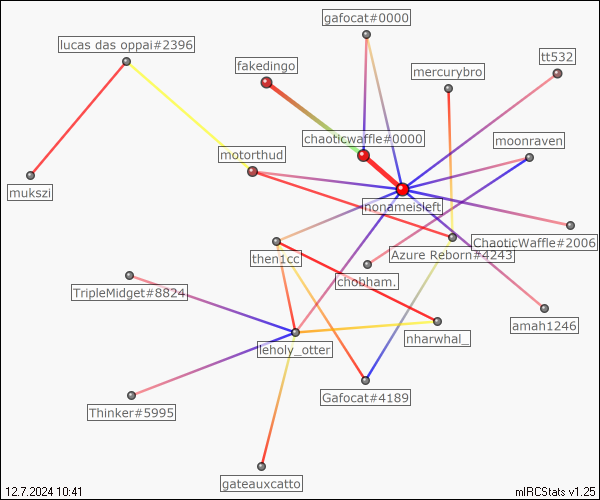 gafocat#0000
lucas das oppai#2396
tt532
fakedingo
mercurybro
chaoticwaffle#0000
moonraven
motorthud
mukszi
nonameisleft
ChaoticWaffle#2006
then1cc
Azure Reborn#4243
chobham.
TripleMidget#8824
amah1246
nharwhal_
leholy_otter
Gafocat#4189
Thinker#5995
gateauxcatto
12.7.2024 10:41
mIRCStats v1.25